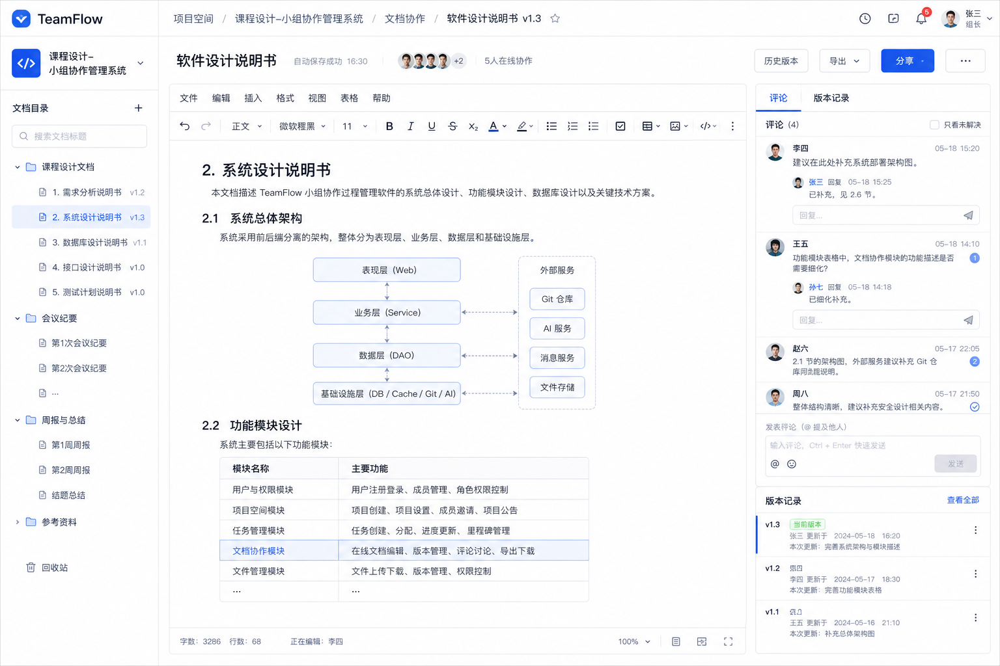 TeamFlow
项目空间 / 课程设计-小组协作管理系统 / 文档协作 / 软件设计说明书 v1.3
5
张三
组长
课程设计-
小组协作管理系统
文档目录
搜索文档标题
课程设计文档
1. 需求分析说明书 v1.2
2. 系统设计说明书 v1.3
3. 数据库设计说明书 v1.1
4. 接口设计说明书 v1.0
5. 测试计划说明书 v1.0
会议纪要
第1次会议纪要
第2次会议纪要
...
周报与总结
第1周周报
第2周周报
结题总结
参考资料
回收站
软件设计说明书 自动保存成功 16:30 +2 5人在线协作
历史版本 导出 分享 ...
文件 编辑 插入 格式 视图 表格 帮助
正文 微软 黑 11 B I U S X₂ A </>
2. 系统设计说明书
本文档描述 TeamFlow 小组协作过程管理软件的系统总体设计、功能模块设计、数据库设计以及关键技术方案。
2.1 系统总体架构
系统采用前后端分离的架构，整体分为表现层、业务层、数据层和基础设施层。
表现层（Web）
业务层（Service）
数据层（DAO）
基础设施层（DB / Cache / Git / AI）
外部服务
Git 仓库
AI 服务
消息服务
文件存储
2.2 功能模块设计
系统主要包括以下功能模块：
模块名称 主要功能
用户与权限模块 用户注册登录、成员管理、角色权限控制
项目空间模块 项目创建、项目设置、成员邀请、项目公告
任务管理模块 任务创建、分配、进度更新、 里程碑管理
文档协作模块 在线文档编辑、版本管理、评论讨论、导出下载
文件管理模块 文件上传下载、版本管理、权限控制
... ...
字数：3286 行数：68 正在编辑：李四
100%
评论 版本记录
评论（4） 只看未解决
李四 05-18 15:20
建议在此处补充系统部署架构图。
张三 回复 05-18 15:25
已补充，见 2.6 节。
回复...
王五 05-18 14:10
功能模块表格中，文档协作模块的功能描述是否 1
需要细化？
孙七 回复 05-18 14:18
已细化补充。
回复...
赵六 05-17 22:05
2.1 节的架构图，外部服务建议补充 Git 仓 2
库 说明。
周八 05-17 21:50
整体结构清晰，建议补充安全设计相关内容。
发表评论（@ 提及他人）
输入评论，Ctrl + Enter 快速发送
@ 发送
版本记录 查看全部
v1.3 当前版本
张三 更新于 2024-05-18 16:20
本次更新：完善系统架构与模块描述
v1.2
李四 更新于 2024-05-17 18:30
本次更新：完善功能模块表格
v1.1
王五 更新于 2024-05-16 21:10
本次更新：补充总体架构图